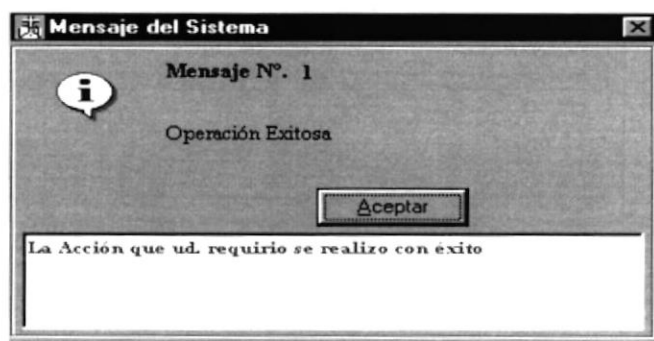 Mensaje del Sistema
Mensaje Nº. 1
Operación Exitosa
Aceptar
La Acción que ud. requirio se realizo con éxito